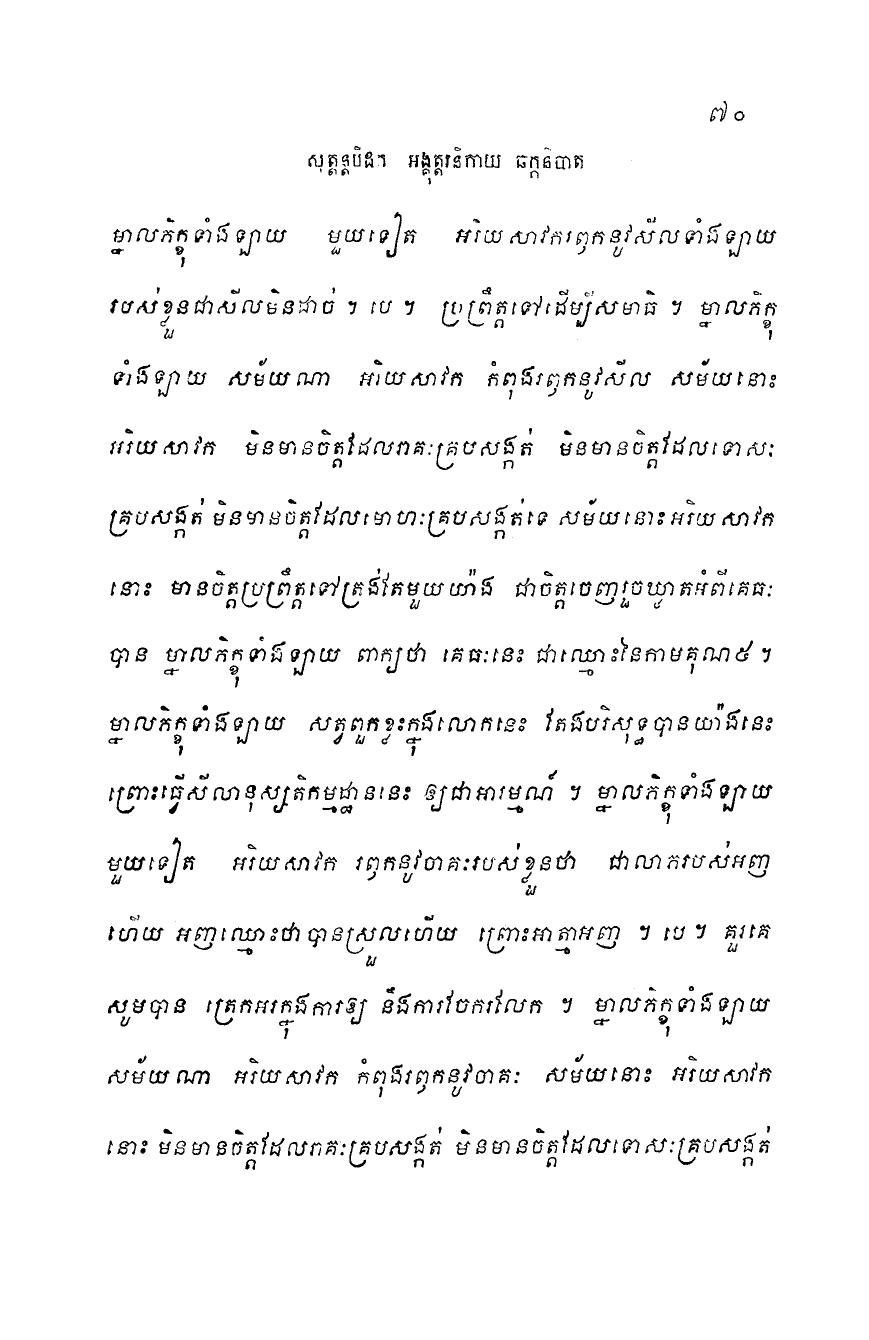 ៧០
សុត្តន្តបិដក។ អង្គុត្តរនិកាយ ឆក្កនិបាត
ម្នាលភិក្ខុទាំងឡាយ មួយទៀត អរិយសាវករឭកនូវសីលទាំងឡាយ
របស់ខ្លួនជាសីលមិនដាច់ ។ បេ ។ ប្រព្រឹត្តទៅដើម្បីសមាធិ ។ ម្នាលភិក្ខុ
ទាំងឡាយ សម័យណា អរិយសាវក កំពុងរឭកនូវសីល សម័យនោះ
អរិយសាវក មិនមានចិត្តដែលរាគៈគ្របសង្កត់ មិនមានចិត្តដែលទោសៈ
គ្របសង្កត់ មិនមានចិត្តដែលមោហៈគ្របសង្កត់ទេ សម័យនោះអរិយសាវក
នោះ មានចិត្តប្រព្រឹត្តទៅត្រង់តែមួយយ៉ាង ជាចិត្តចេញរួចឃ្លាតអំពីគេធៈ
បាន ម្នាលភិក្ខុទាំងឡាយ ពាក្យថា គេធៈនេះ ជាឈ្មោះនៃកាមគុណ៥ ។
ម្នាលភិក្ខុទាំងឡាយ សត្វពួកខ្លះក្នុងលោកនេះ តែងបរិសុទ្ធបានយ៉ាងនេះ
ព្រោះធ្វើសីលានុស្សតិកម្មដ្ឋាននេះ ឲ្យជាអារម្មណ៍ ។ ម្នាលភិក្ខុទាំងឡាយ
មួយទៀត អរិយសាវក រឭកនូវចាគៈរបស់ខ្លួនថា ជាលាភរបស់អញ
ហើយ អញឈ្មោះថាបានស្រួលហើយ ព្រោះអាត្មាអញ ។ បេ ។ គួរគេ
សូមបាន ត្រេកអរក្នុងការឲ្យ នឹងការចែករលែក ។ ម្នាលភិក្ខុទាំងឡាយ
សម័យណា អរិយសាវក កំពុងរឭកនូវចាគៈ សម័យនោះ អរិយសាវក
នោះ មិនមានចិត្តដែលរាគៈគ្របសង្កត់ មិនមានចិត្តដែលទោសៈគ្របសង្កត់